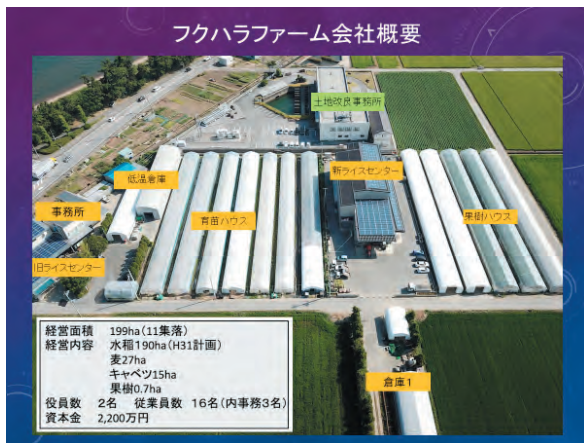 フクハラファーム会社概要
土地改良事務所
低温倉庫
新ライスセンター
事務所
育苗ハウス
果樹ハウス
旧ライスセンター
経営面積 199ha(11集落)
経営内容 水稲190ha(H31計画)
麦27ha
キャベツ15ha
果樹0.7ha
役員数 2名 従業員数 16名(内事務3名)
資本金 2,200万円
倉庫1